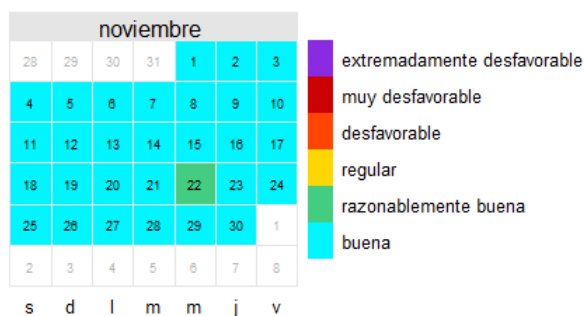 noviembre
28 29 30 31 1 2 3
4 5 6 7 8 9 10
11 12 13 14 15 16 17
18 19 20 21 22 23 24
25 26 27 28 29 30 1
2 3 4 5 6 7 8
s d l m m j v
extremadamente desfavorable
muy desfavorable
desfavorable
regular
razonablemente buena
buena